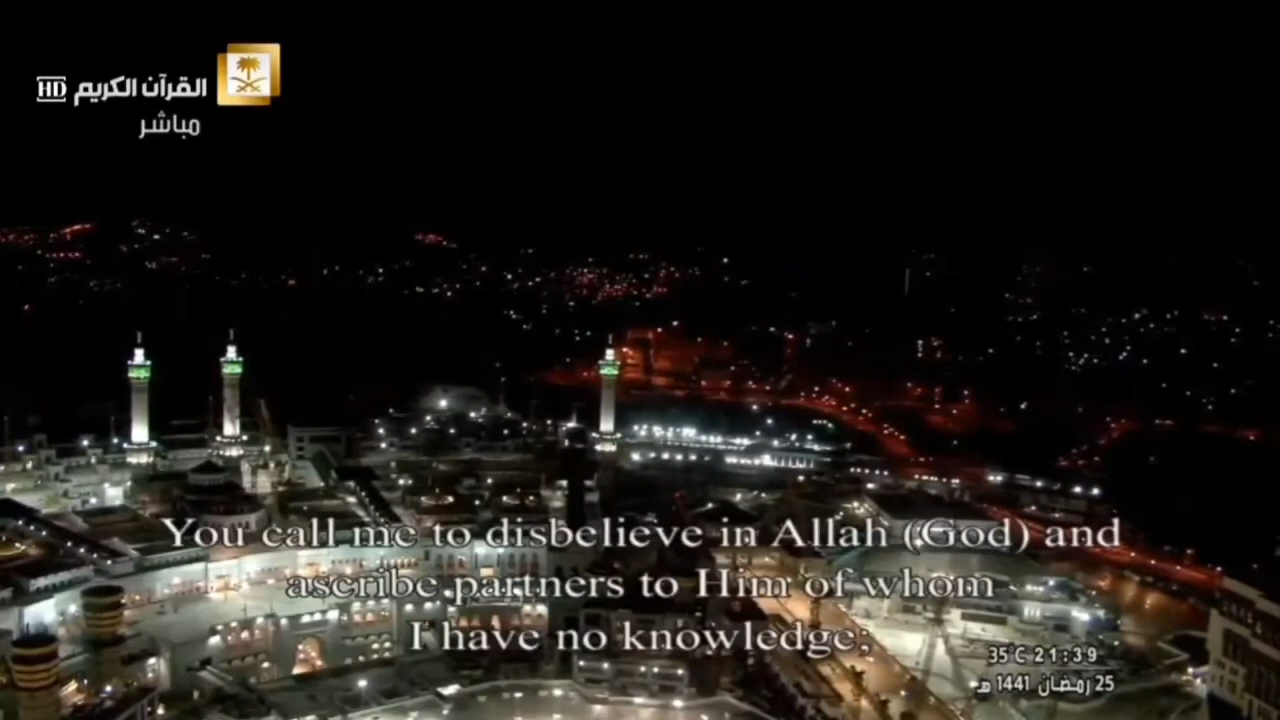 القرآن الكريم HD
مباشر
You call me to disbelieve in Allah (God) and
ascribe partners to Him of whom
I have no knowledge;
35°C 21:39
25 رمضان 1441 هـ